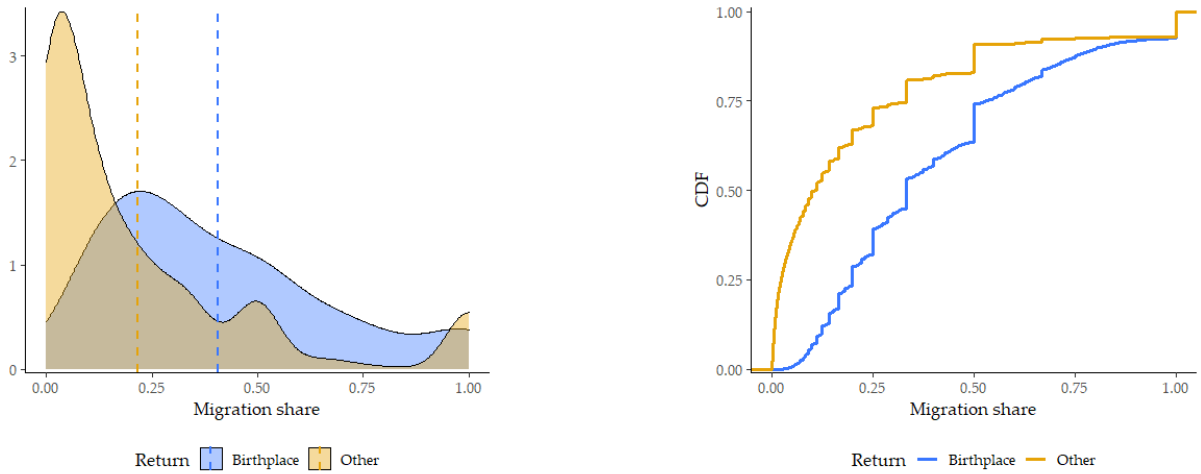 3
2
1
0
0.00 0.25 0.50 0.75 1.00
Migration share
Return Birthplace Other
1.00
0.75
0.50
0.25
0.00
CDF
0.00 0.25 0.50 0.75 1.00
Migration share
Return Birthplace Other